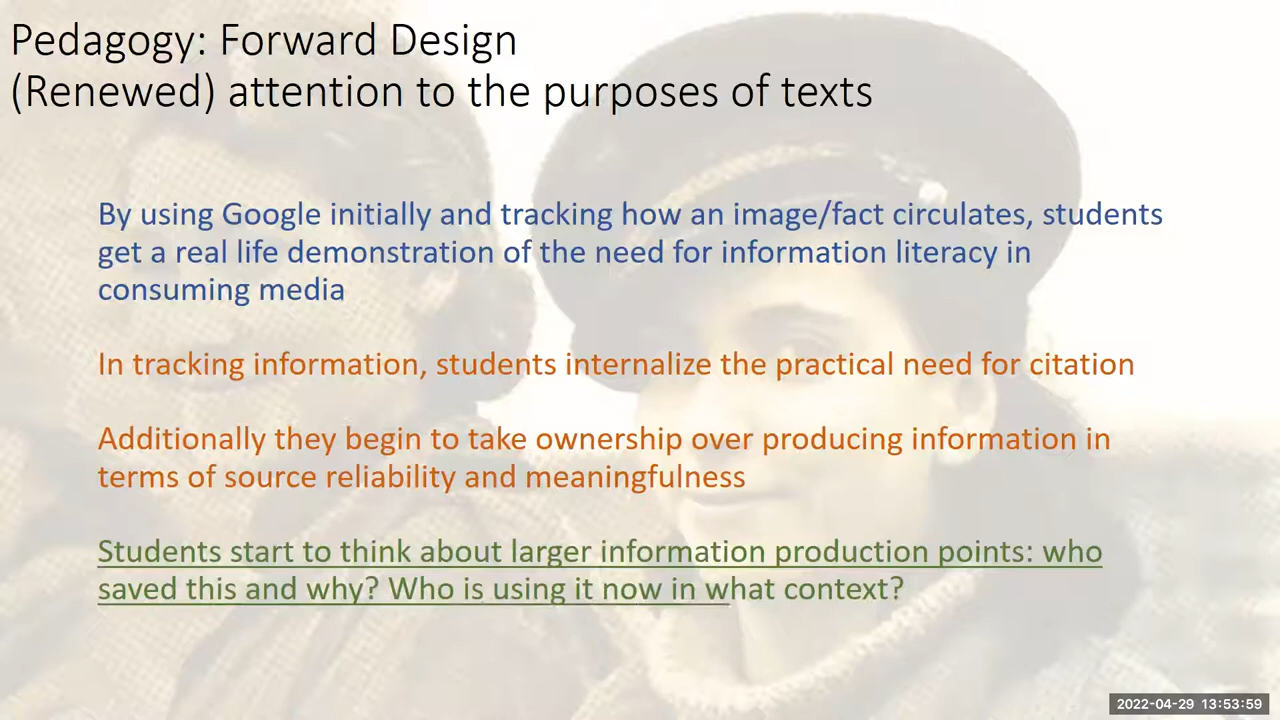 Pedagogy: Forward Design
(Renewed) attention to the purposes of texts
By using Google initially and tracking how an image/fact circulates, students
get a real life demonstration of the need for information literacy in
consuming media
In tracking information, students internalize the practical need for citation
Additionally they begin to take ownership over producing information in
terms of source reliability and meaningfulness
Students start to think about larger information production points: who
saved this and why? Who is using it now in what context?
2022-04-29 13:53:59